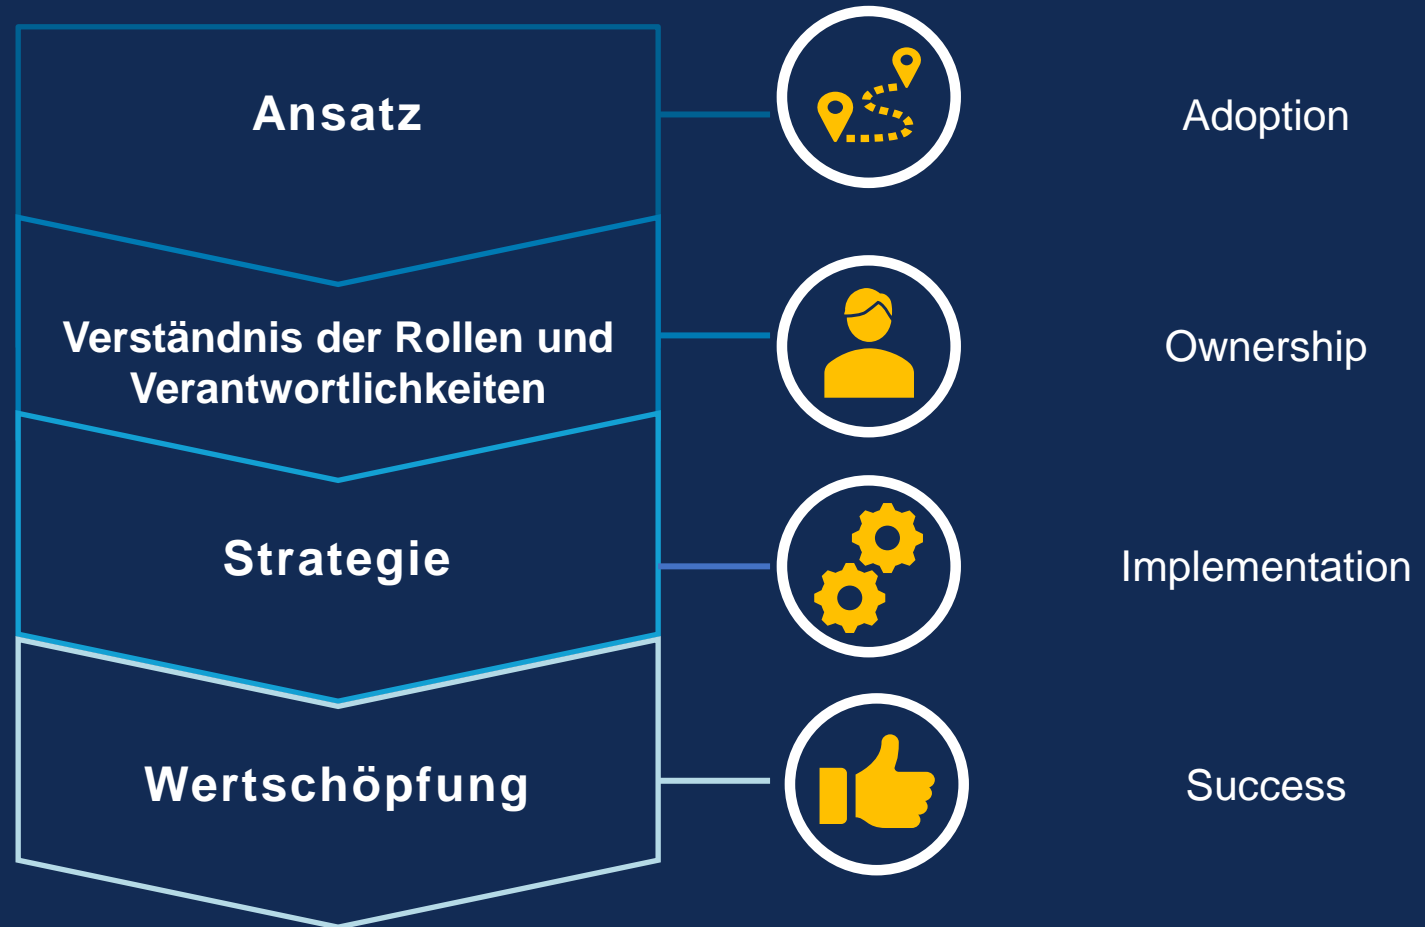 Ansatz
Adoption
Verständnis der Rollen und
Verantwortlichkeiten
Ownership
Strategie
Implementation
Wertschöpfung
Success